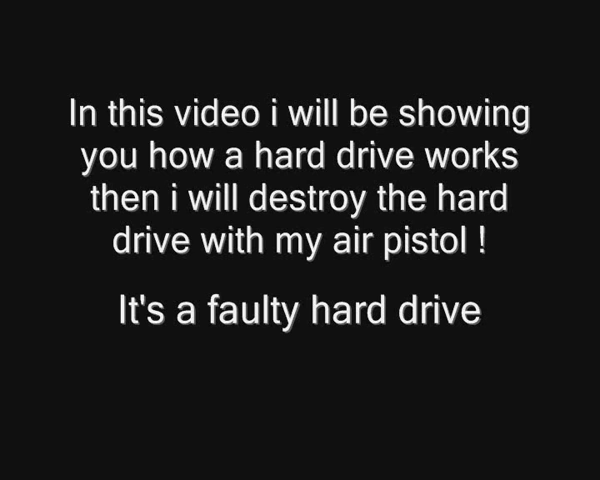 In this video i will be showing
you how a hard drive works
then i will destroy the hard
drive with my air pistol !
It's a faulty hard drive